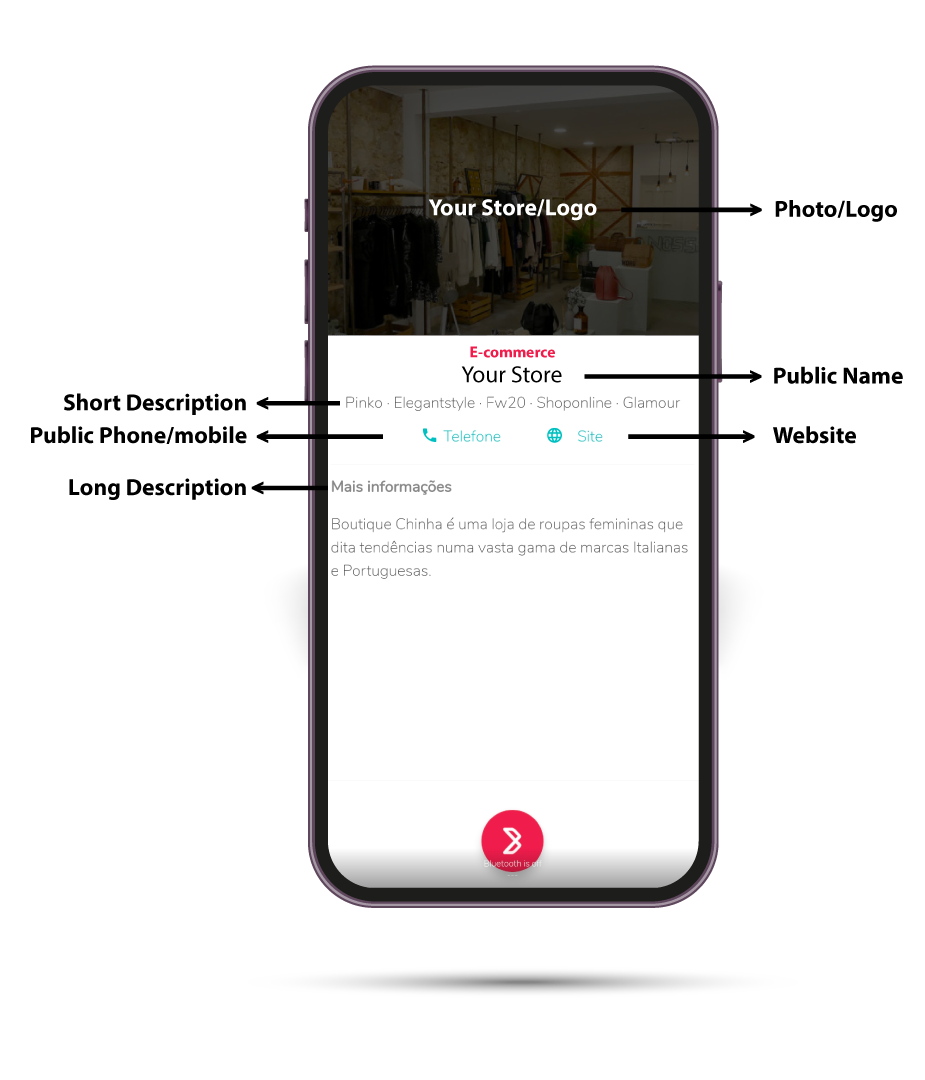 Your Store/Logo
Photo/Logo
E-commerce
Your Store
Public Name
Short Description
Pinko · Elegantstyle · Fw20 · Shoponline · Glamour
Public Phone/mobile
Telefone
Site
Website
Long Description
Mais informações
Boutique Chinha é uma loja de roupas femininas que
dita tendências numa vasta gama de marcas Italianas
e Portuguesas.
Bluetooth is off